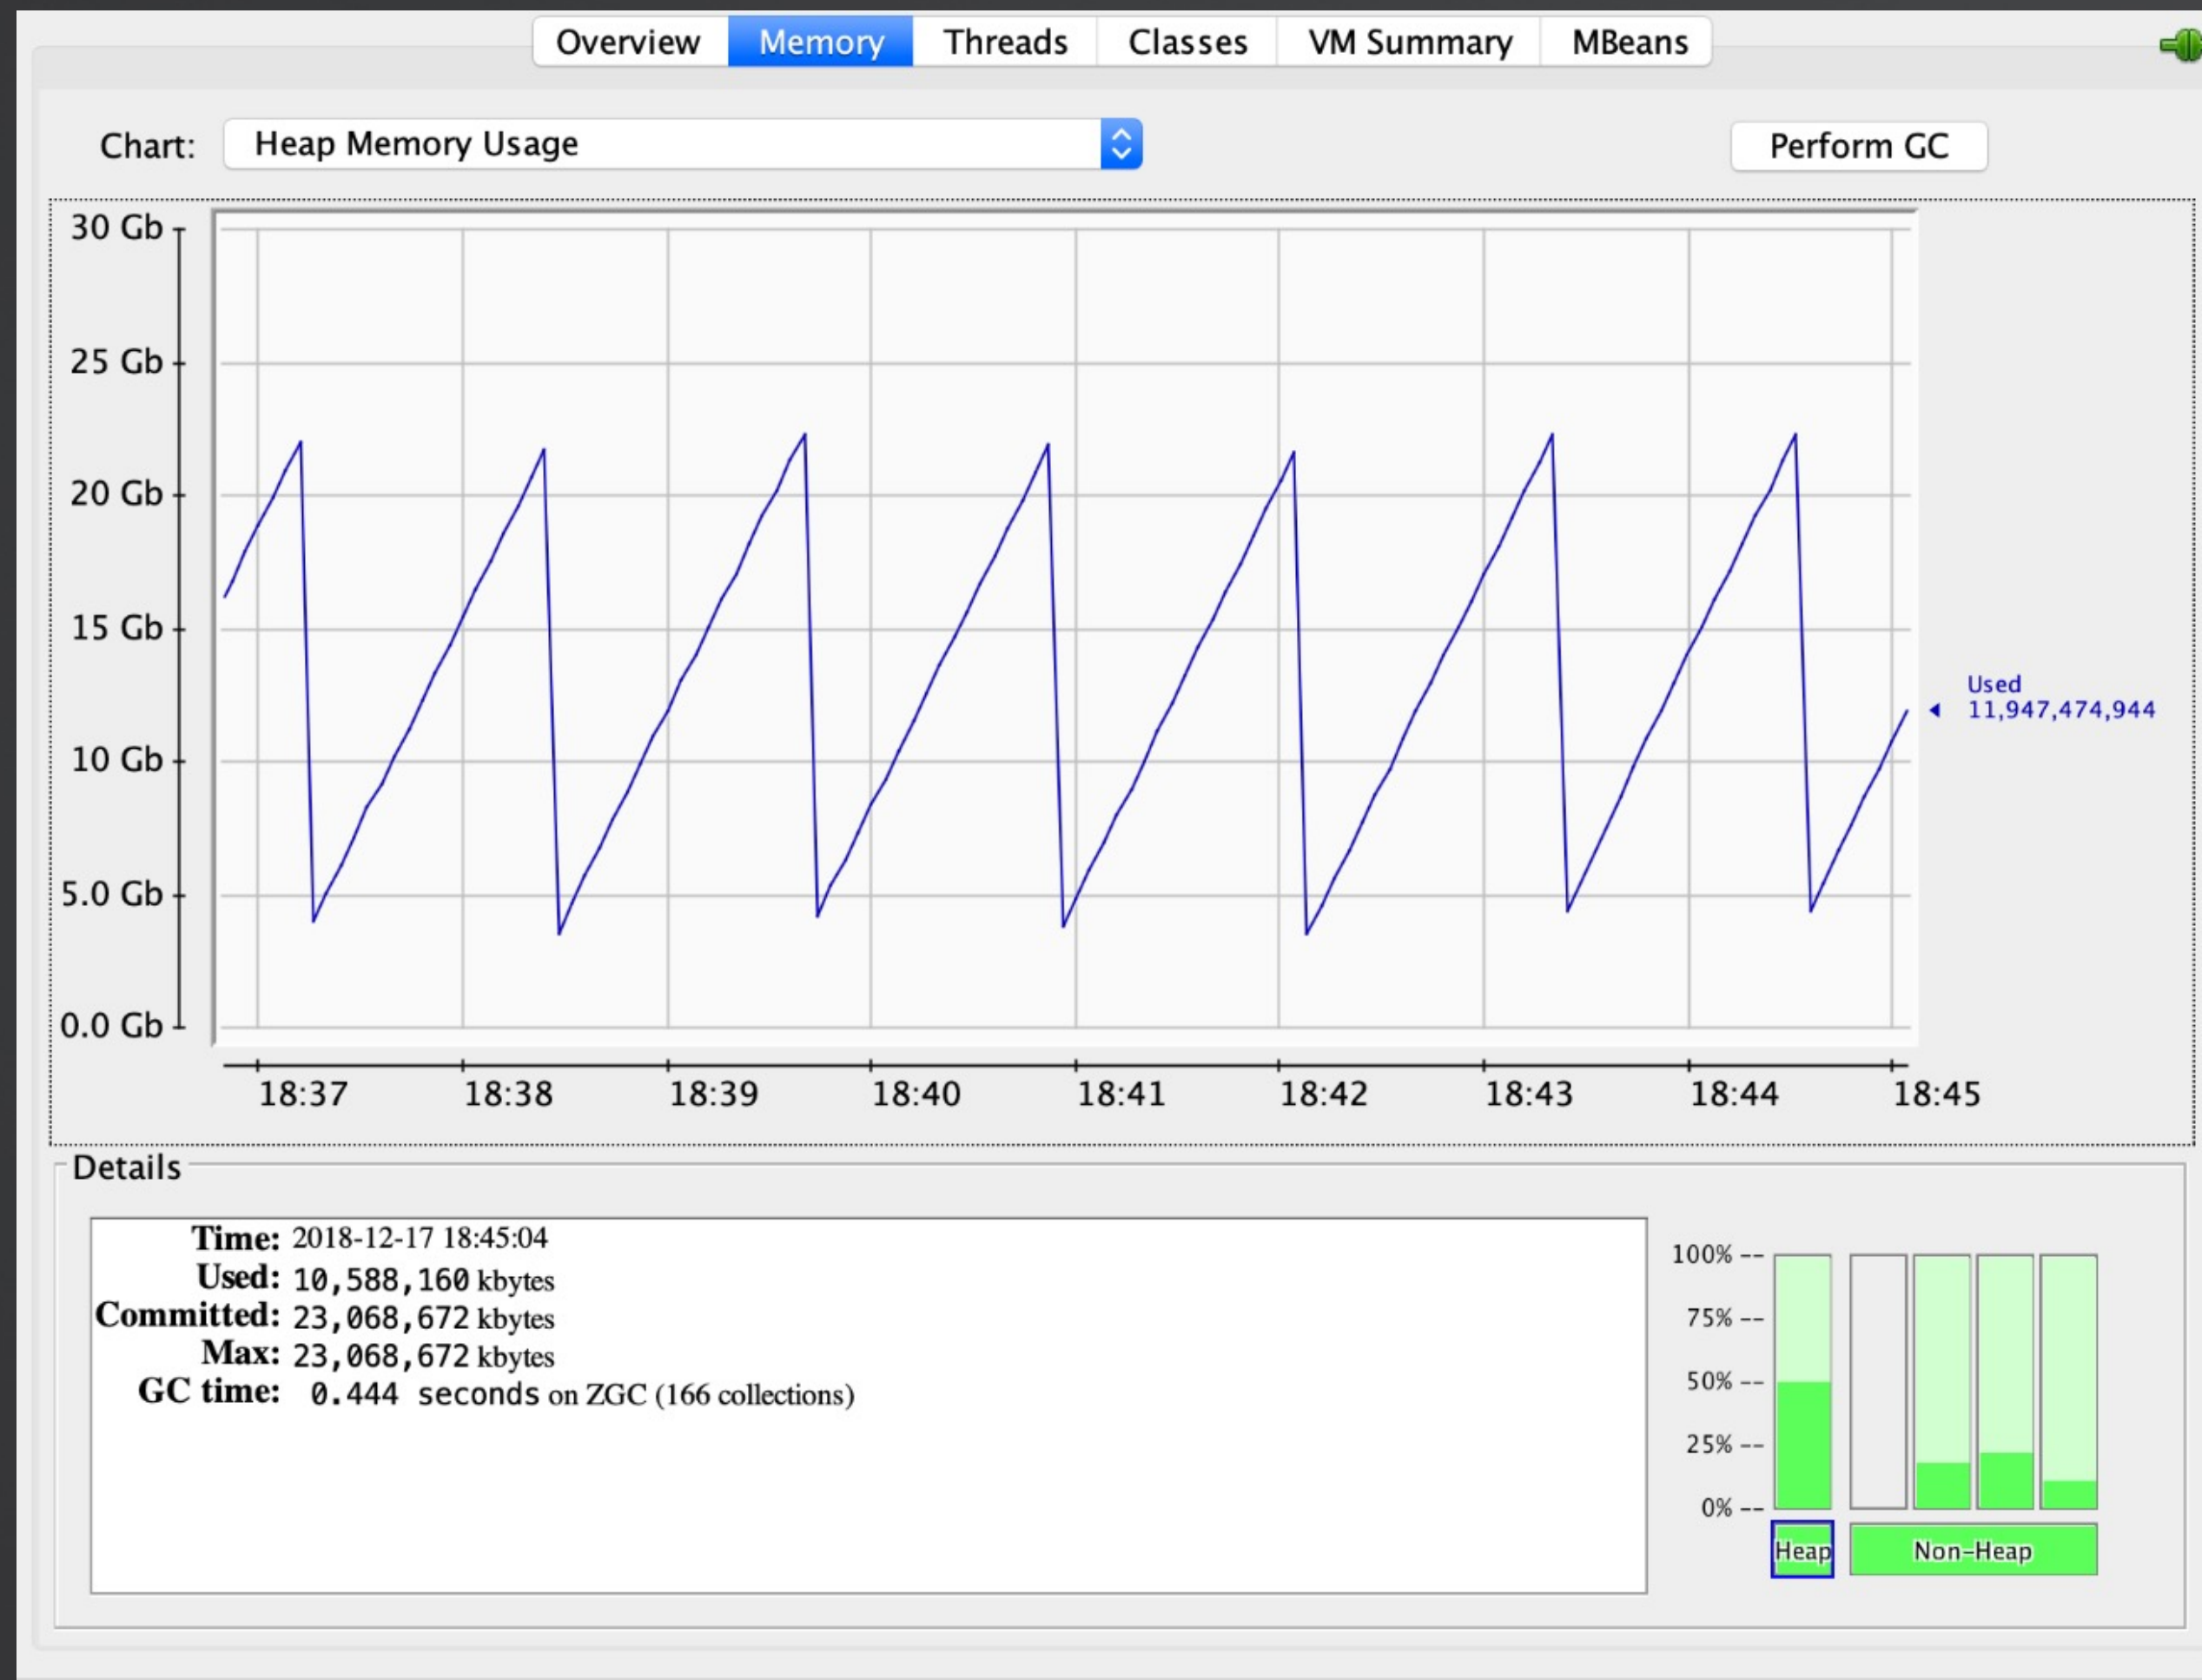 Overview Memory Threads Classes VM Summary MBeans
Chart: Heap Memory Usage Perform GC
30 Gb
25 Gb
20 Gb
15 Gb
10 Gb
5.0 Gb
0.0 Gb
Used
11,947,474,944
18:37 18:38 18:39 18:40 18:41 18:42 18:43 18:44 18:45
Details
Time: 2018-12-17 18:45:04
Used: 10,588,160 kbytes
Committed: 23,068,672 kbytes
Max: 23,068,672 kbytes
GC time: 0.444 seconds on ZGC (166 collections)
100% --
75% --
50% --
25% --
0% --
Heap Non-Heap